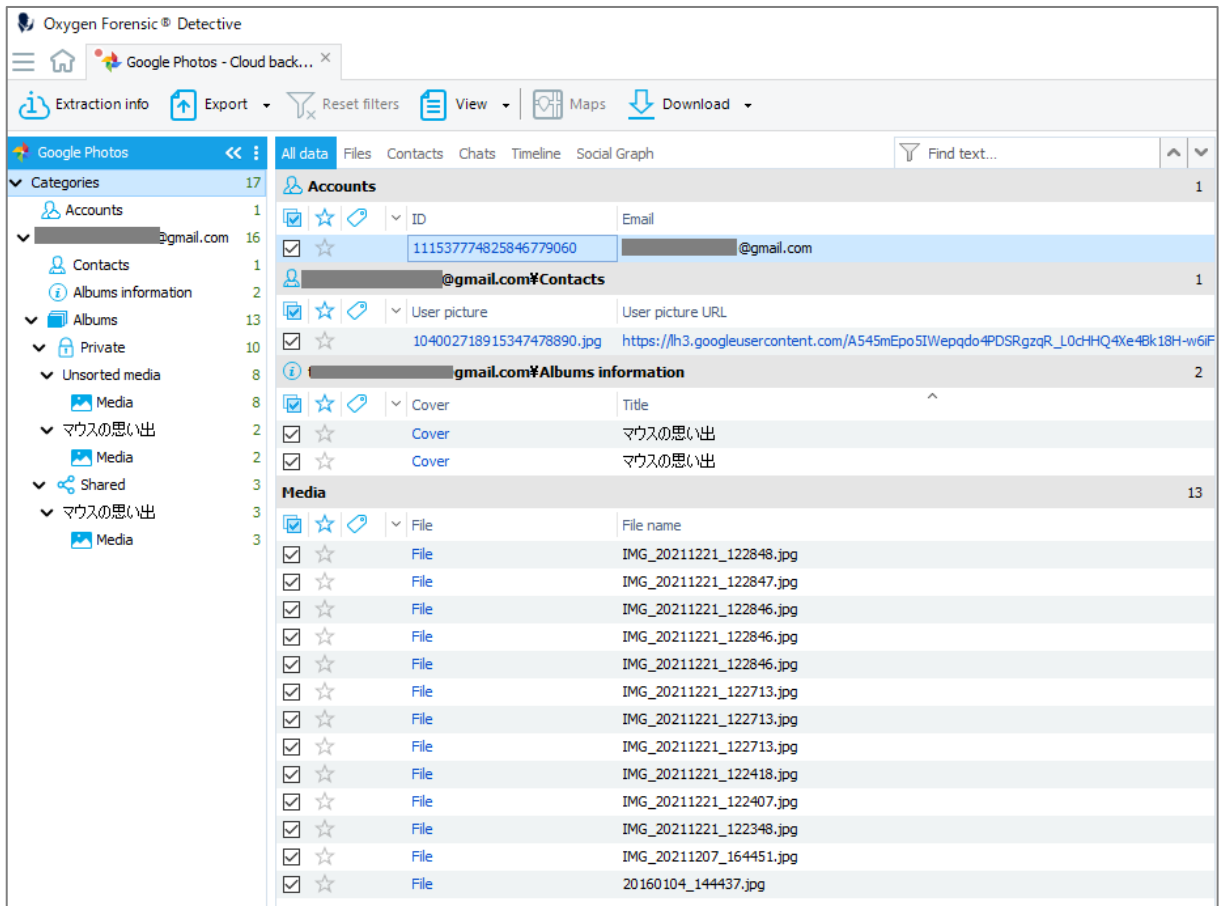 Oxygen Forensic® Detective
Google Photos - Cloud back...
Extraction info Export Reset filters View Maps Download
Google Photos
All data Files Contacts Chats Timeline Social Graph Find text...
Categories 17
Accounts 1
@gmail.com 16
Contacts 1
Albums information 2
Albums 13
Private 10
Unsorted media 8
Media 8
マウスの思い出 2
Media 2
Shared 3
マウスの思い出 3
Media 3
Accounts 1
ID Email
111537774825846779060 @gmail.com
@gmail.com¥Contacts 1
User picture User picture URL
104002718915347478890.jpg https://lh3.googleusercontent.com/A545mEpo5IWepqdo4PDSRgzqR_L0cHHQ4Xe4Bk18H-w6iF
gmail.com¥Albums information 2
Cover Title
Cover マウスの思い出
Cover マウスの思い出
Media 13
File File name
File IMG_20211221_122848.jpg
File IMG_20211221_122847.jpg
File IMG_20211221_122846.jpg
File IMG_20211221_122846.jpg
File IMG_20211221_122846.jpg
File IMG_20211221_122713.jpg
File IMG_20211221_122713.jpg
File IMG_20211221_122713.jpg
File IMG_20211221_122418.jpg
File IMG_20211221_122407.jpg
File IMG_20211221_122348.jpg
File IMG_20211207_164451.jpg
File 20160104_144437.jpg